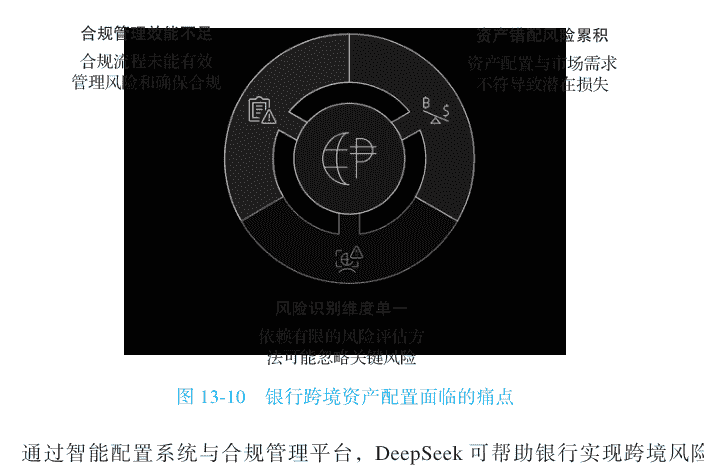 合规管理效能不足
合规流程未能有效
管理风险和确保合规
资产错配风险累积
资产配置与市场需求
不符导致潜在损失
B S
风险识别维度单一
依赖有限的风险评估方
法可能忽略关键风险
图 13-10 银行跨境资产配置面临的痛点
通过智能配置系统与合规管理平台，DeepSeek 可帮助银行实现跨境风险